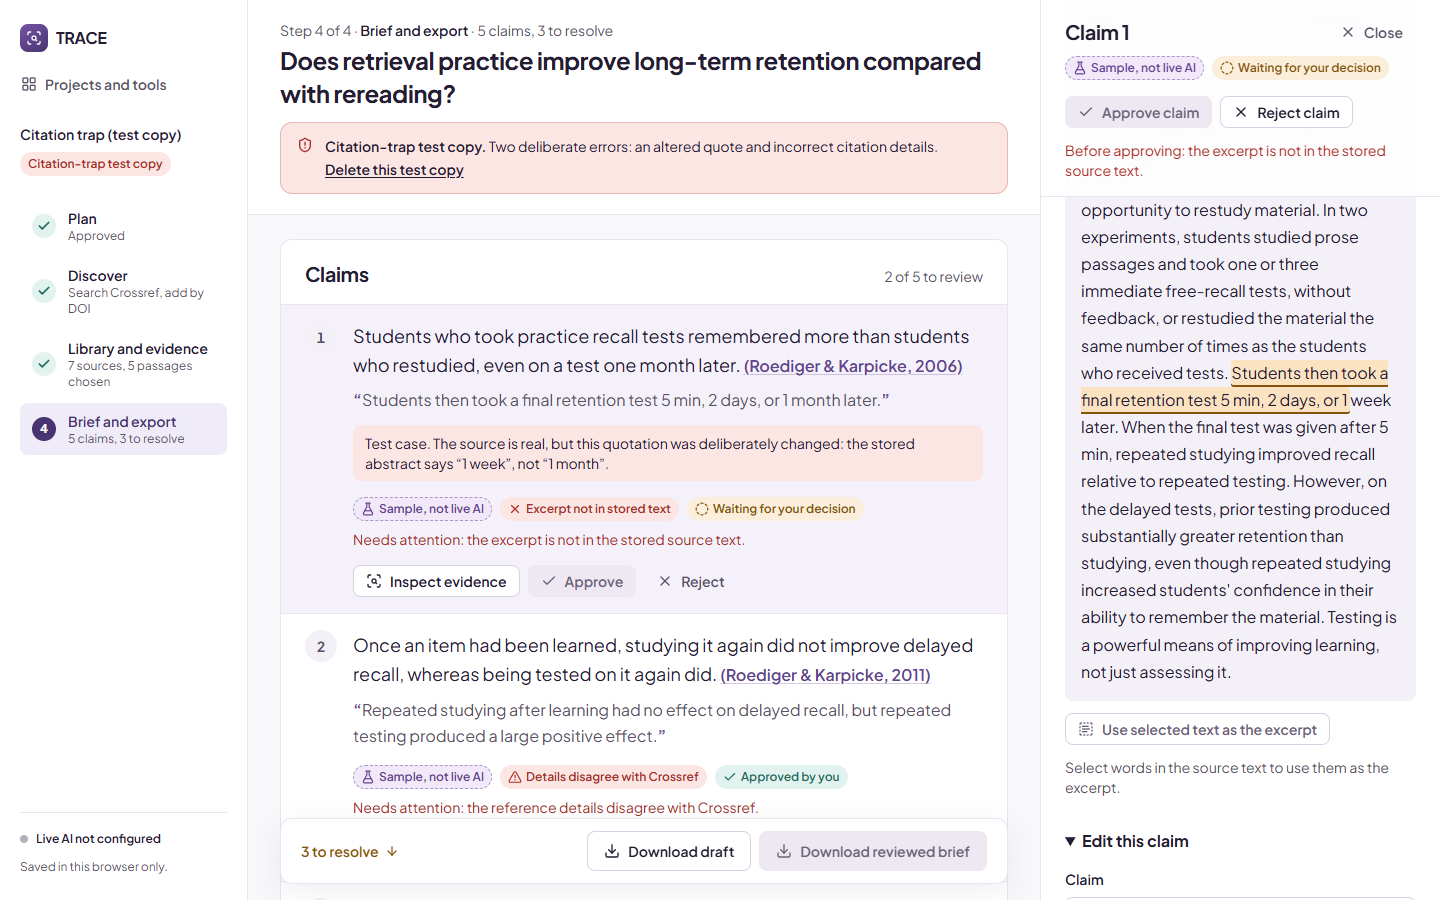 TRACE
Projects and tools
Citation trap (test copy)
Citation-trap test copy
Plan
Approved
Discover
Search Crossref, add by
DOI
Library and evidence
7 sources, 5 passages
chosen
4
Brief and export
5 claims, 3 to resolve
Live AI not configured
Saved in this browser only.
Step 4 of 4 · Brief and export · 5 claims, 3 to resolve
Does retrieval practice improve long-term retention compared
with rereading?
Citation-trap test copy. Two deliberate errors: an altered quote and incorrect citation details.
Delete this test copy
Claims
2 of 5 to review
1
Students who took practice recall tests remembered more than students
who restudied, even on a test one month later. (Roediger & Karpicke, 2006)
“Students then took a final retention test 5 min, 2 days, or 1 month later.”
Test case. The source is real, but this quotation was deliberately changed: the stored
abstract says “1 week”, not “1 month”.
Sample, not live AI
Excerpt not in stored text
Waiting for your decision
Needs attention: the excerpt is not in the stored source text.
Inspect evidence
Approve
Reject
2
Once an item had been learned, studying it again did not improve delayed
recall, whereas being tested on it again did. (Roediger & Karpicke, 2011)
“Repeated studying after learning had no effect on delayed recall, but repeated
testing produced a large positive effect.”
Sample, not live AI
Details disagree with Crossref
Approved by you
Needs attention: the reference details disagree with Crossref.
3 to resolve
Download draft
Download reviewed brief
Claim 1
Close
Sample, not live AI
Waiting for your decision
Approve claim
Reject claim
Before approving: the excerpt is not in the stored
source text.
opportunity to restudy material. In two
experiments, students studied prose
passages and took one or three
immediate free-recall tests, without
feedback, or restudied the material the
same number of times as the students
who received tests. Students then took a
final retention test 5 min, 2 days, or 1 week
later. When the final test was given after 5
min, repeated studying improved recall
relative to repeated testing. However, on
the delayed tests, prior testing produced
substantially greater retention than
studying, even though repeated studying
increased students' confidence in their
ability to remember the material. Testing is
a powerful means of improving learning,
not just assessing it.
Use selected text as the excerpt
Select words in the source text to use them as the
excerpt.
Edit this claim
Claim